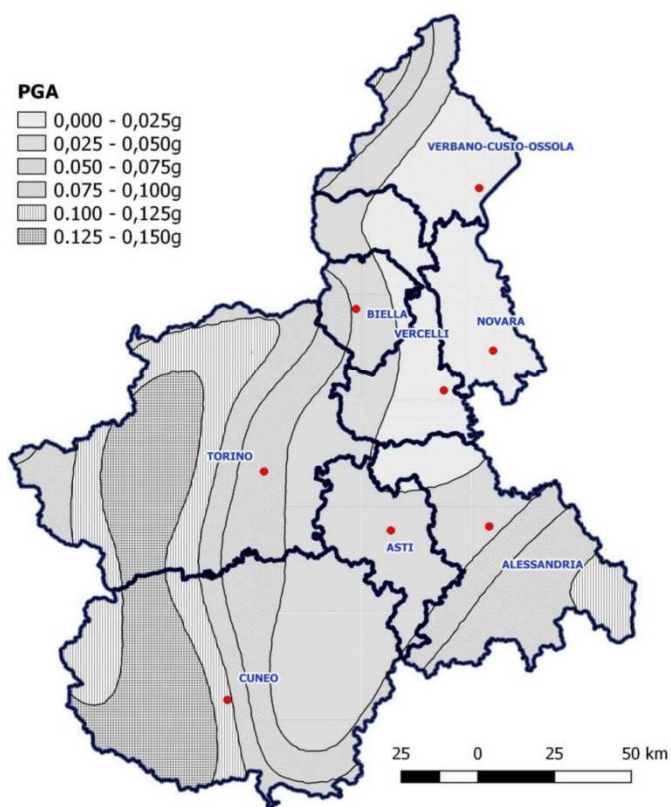 PGA
0,000 - 0,025g
0,025 - 0,050g
0.050 - 0,075g
0.075 - 0,100g
0.100 - 0,125g
0.125 - 0,150g
VERBANO-CUSIO-OSSOLA
BIELLA
VERCELLI
NOVARA
TORINO
ASTI
ALESSANDRIA
CUNEO
25 0 25 50 km